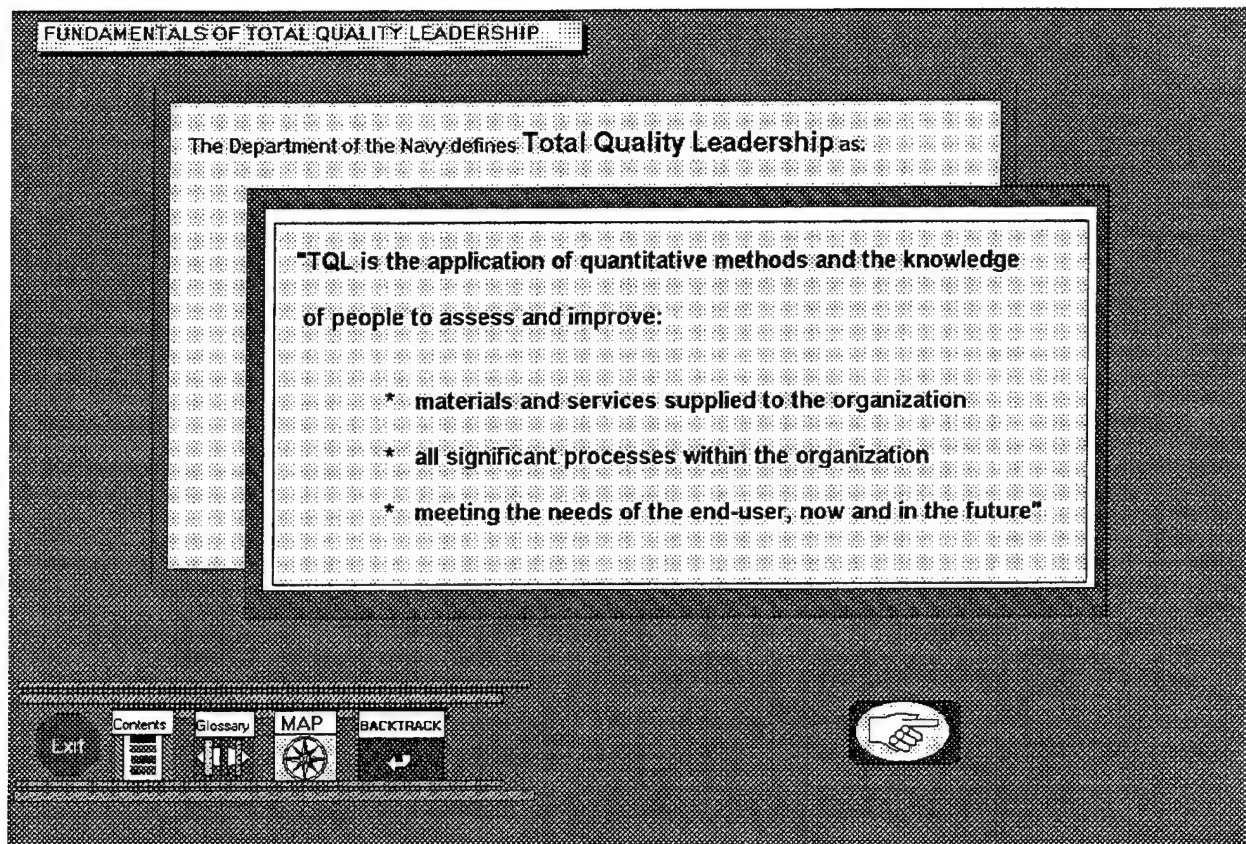 FUNDAMENTALS OF TOTAL QUALITY LEADERSHIP
The Department of the Navy defines Total Quality Leadership as:
"TQL is the application of quantitative methods and the knowledge
of people to assess and improve:
* materials and services supplied to the organization
* all significant processes within the organization
* meeting the needs of the end-user, now and in the future"
Exit
Contents
Glossary
MAP
BACKTRACK